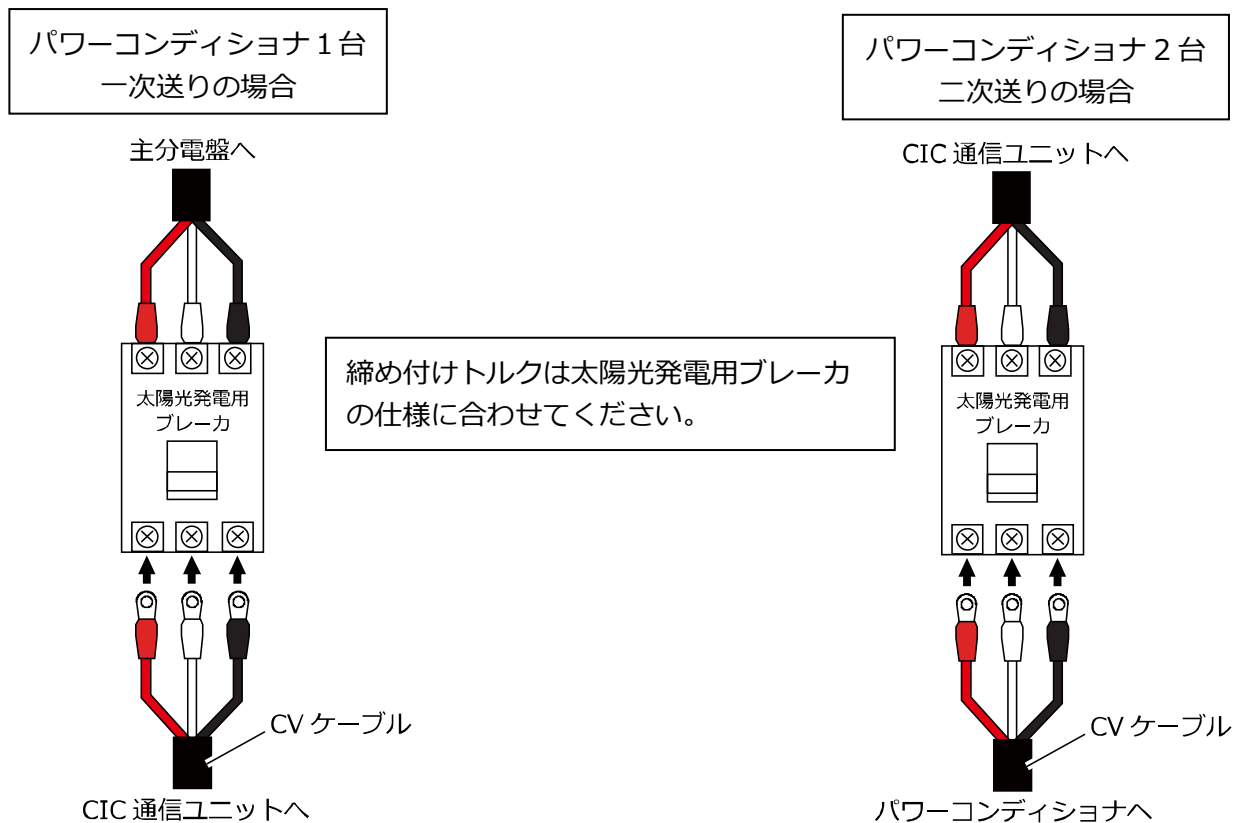 パワーコンディショナ１台
一次送りの場合
主分電盤へ
太陽光発電用
ブレーカ
CV ケーブル
CIC 通信ユニットへ
締め付けトルクは太陽光発電用ブレーカ
の仕様に合わせてください。
パワーコンディショナ２台
二次送りの場合
CIC 通信ユニットへ
太陽光発電用
ブレーカ
CV ケーブル
パワーコンディショナへ